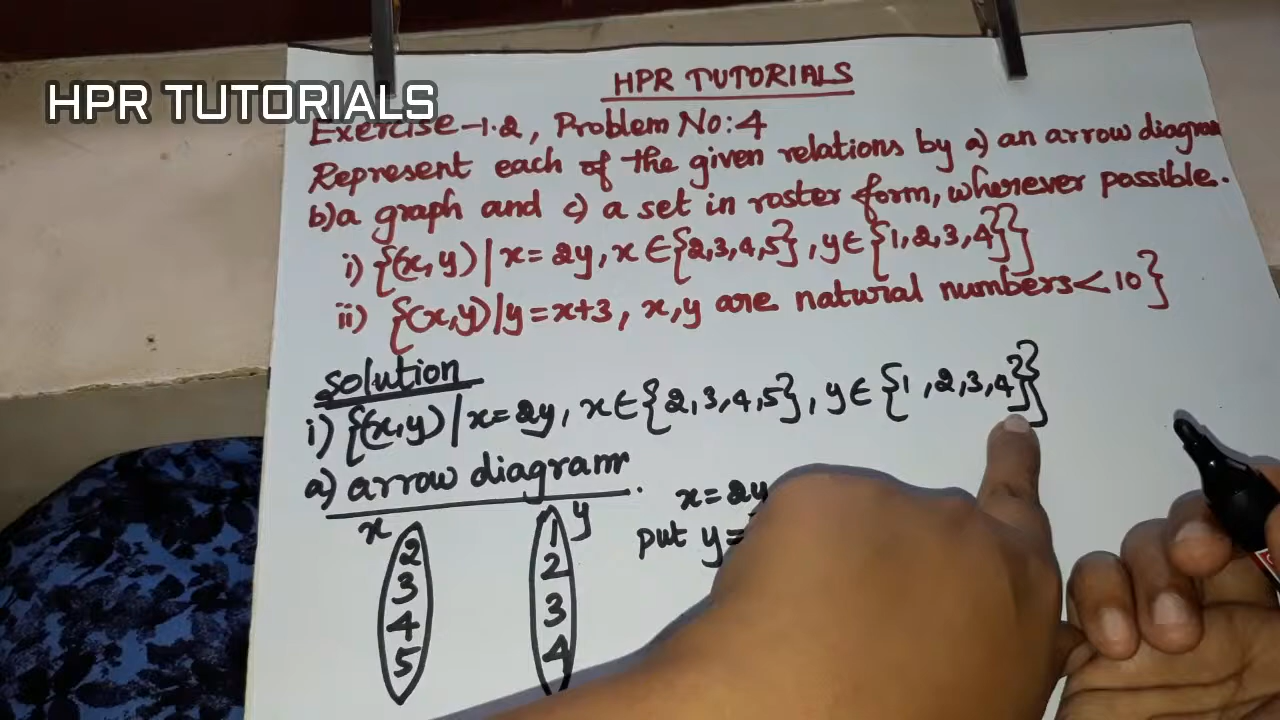 HPR TUTORIALS
HPR TUTORIALS
Exercise-1.2, Problem No:4
Represent each of the given relations by a) an arrow diagram
b) a graph and c) a set in roster form, wherever possible.
i) {(x,y) | x = 2y, x ∈ {2,3,4,5}, y ∈ {1,2,3,4}}
ii) {(x,y) | y = x+3, x,y are natural numbers < 10}
solution
i) {(x,y) | x = 2y, x ∈ {2,3,4,5}, y ∈ {1,2,3,4}}
a) arrow diagram
x y
2 1
3 2
4 3
5 4
x = 2y
put y =